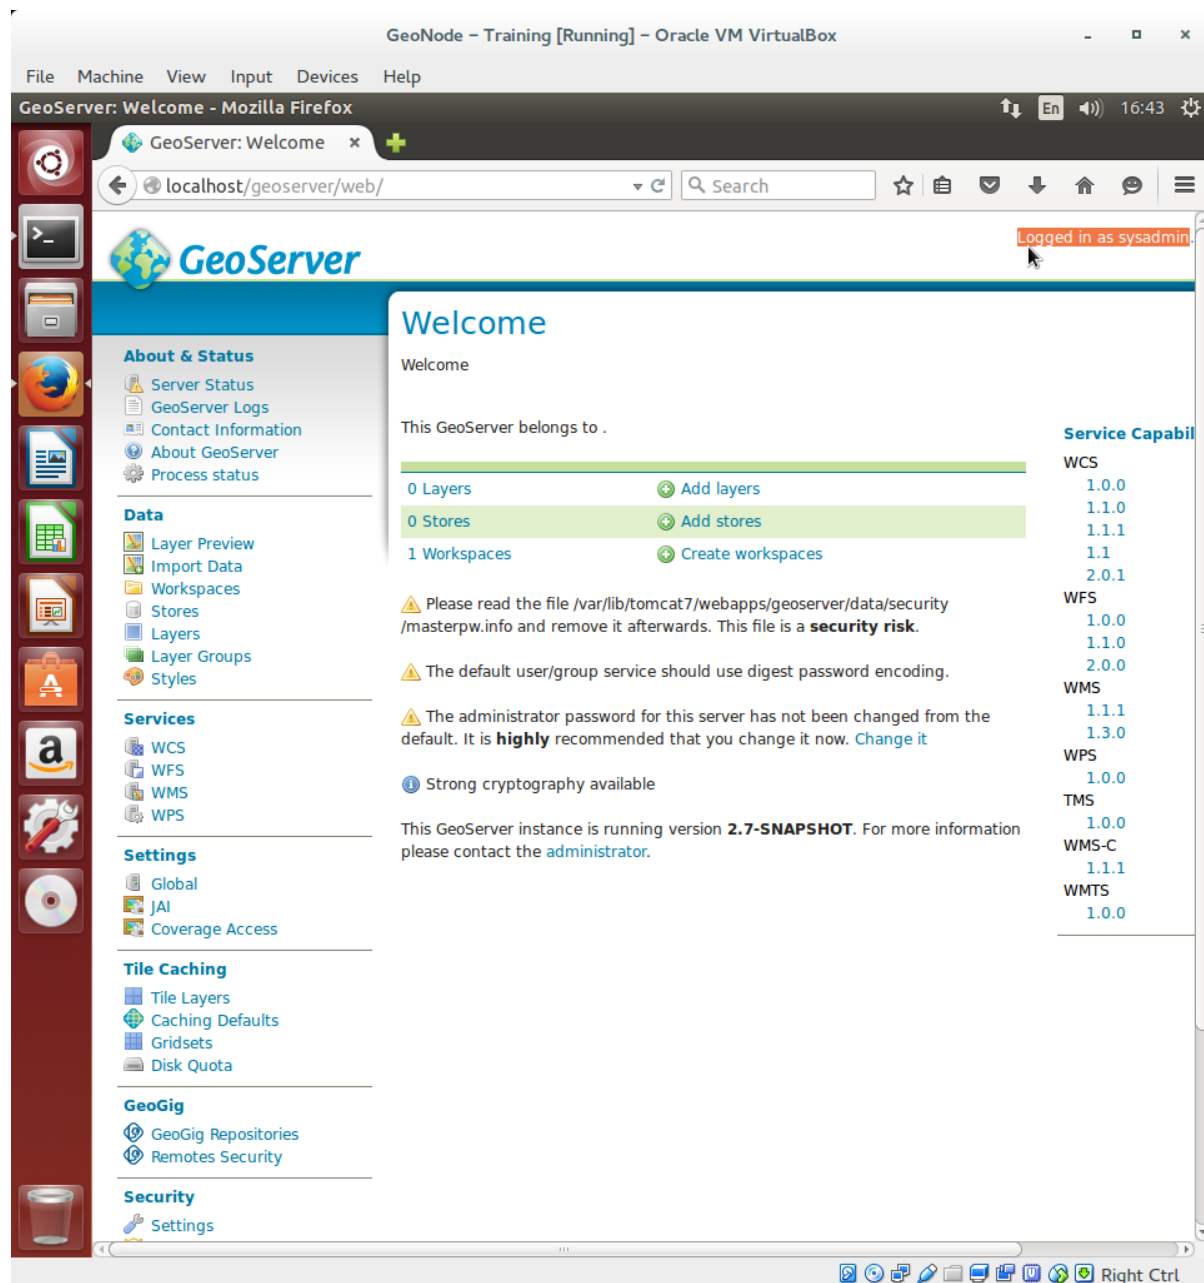 GeoNode – Training [Running] – Oracle VM VirtualBox
File Machine View Input Devices Help
GeoServer: Welcome - Mozilla Firefox
En
16:43
GeoServer: Welcome
localhost/geoserver/web/
Search
GeoServer
Logged in as sysadmin.
Welcome
Welcome
This GeoServer belongs to .
0 Layers Add layers
0 Stores Add stores
1 Workspaces Create workspaces
Please read the file /var/lib/tomcat7/webapps/geoserver/data/security
/masterpw.info and remove it afterwards. This file is a security risk.
The default user/group service should use digest password encoding.
The administrator password for this server has not been changed from the
default. It is highly recommended that you change it now. Change it
Strong cryptography available
This GeoServer instance is running version 2.7-SNAPSHOT. For more information
please contact the administrator.
About & Status
Server Status
GeoServer Logs
Contact Information
About GeoServer
Process status
Data
Layer Preview
Import Data
Workspaces
Stores
Layers
Layer Groups
Styles
Services
WCS
WFS
WMS
WPS
Settings
Global
JAI
Coverage Access
Tile Caching
Tile Layers
Caching Defaults
Gridsets
Disk Quota
GeoGig
GeoGig Repositories
Remotes Security
Security
Settings
Service Capabil
WCS
1.0.0
1.1.0
1.1.1
1.1
2.0.1
WFS
1.0.0
1.1.0
2.0.0
WMS
1.1.1
1.3.0
WPS
1.0.0
TMS
1.0.0
WMS-C
1.1.1
WMTS
1.0.0
Right Ctrl